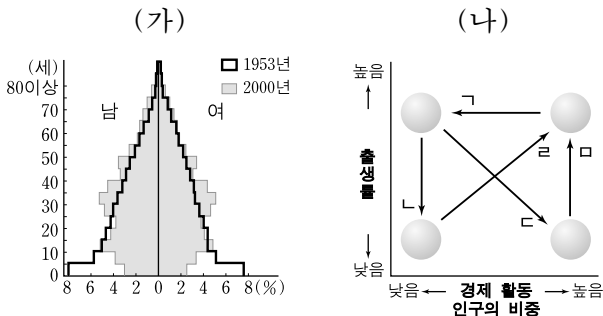 (가)
(세)
80이상
70
60
50
40
30
20
10
0
남
여
1953년
2000년
8 6 4 2 0 2 4 6 8(%)
(나)
높음
출생률
낮음
ㄱ
ㄴ
ㄷ
ㄹ
ㅁ
낮음 경제 활동 높음
인구의 비중